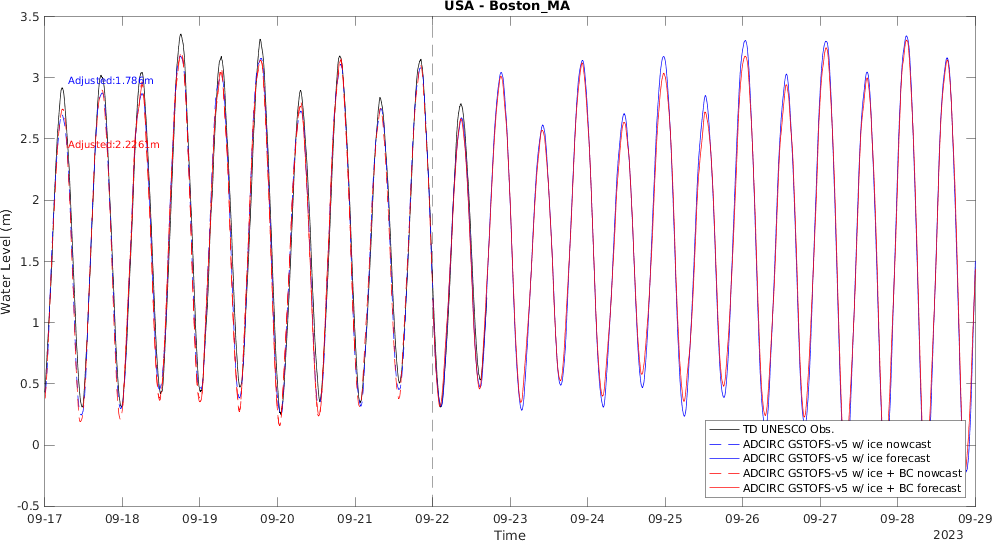 USA - Boston_MA
3.5
3
2.5
2
1.5
1
0.5
0
-0.5
Water Level (m)
Adjusted:1.786m
Adjusted:2.2261m
TD UNESCO Obs.
ADCIRC GSTOFS-v5 w/ ice nowcast
ADCIRC GSTOFS-v5 w/ ice forecast
ADCIRC GSTOFS-v5 w/ ice + BC nowcast
ADCIRC GSTOFS-v5 w/ ice + BC forecast
09-17 09-18 09-19 09-20 09-21 09-22 09-23 09-24 09-25 09-26 09-27 09-28 09-29
Time
2023